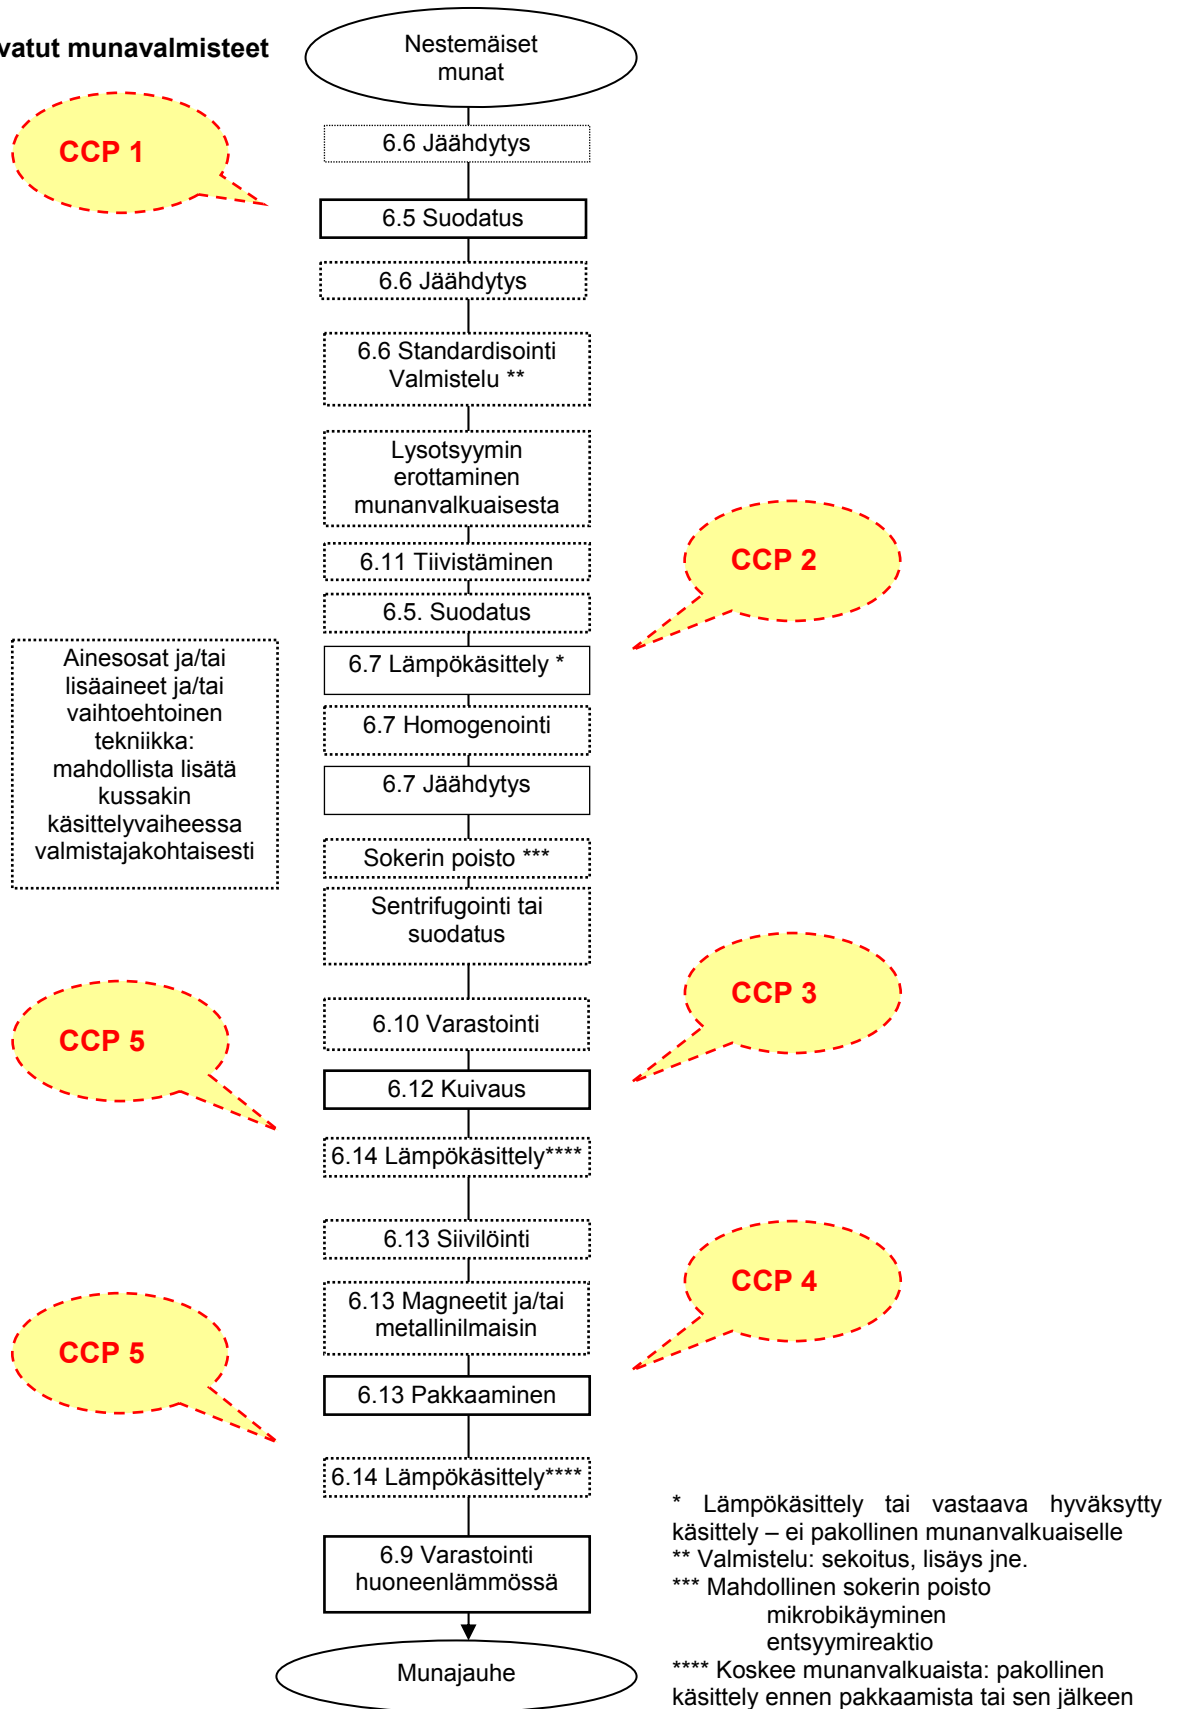 vatut munavalmisteet
Nestemäiset
munat
CCP 1
6.6 Jäähdytys
6.5 Suodatus
6.6 Jäähdytys
6.6 Standardisointi
Valmistelu **
Lysotsyymin
erottaminen
munanvalkuaisesta
6.11 Tiivistäminen
CCP 2
6.5. Suodatus
Ainesosat ja/tai
lisäaineet ja/tai
vaihtoehtoinen
tekniikka:
mahdollista lisätä
kussakin
käsittelyvaiheessa
valmistajakohtaisesti
6.7 Lämpökäsittely *
6.7 Homogenointi
6.7 Jäähdytys
Sokerin poisto ***
Sentrifugointi tai
suodatus
CCP 3
6.10 Varastointi
CCP 5
6.12 Kuivaus
6.14 Lämpökäsittely****
6.13 Siivilöinti
CCP 4
6.13 Magneetit ja/tai
metallinilmaisin
CCP 5
6.13 Pakkaaminen
6.14 Lämpökäsittely****
6.9 Varastointi
huoneenlämmössä
Munajauhe
* Lämpökäsittely tai vastaava hyväksytty
käsittely – ei pakollinen munanvalkuaiselle
** Valmistelu: sekoitus, lisäys jne.
*** Mahdollinen sokerin poisto
mikrobikäyminen
entsyymireaktio
**** Koskee munanvalkuaista: pakollinen
käsittely ennen pakkaamista tai sen jälkeen